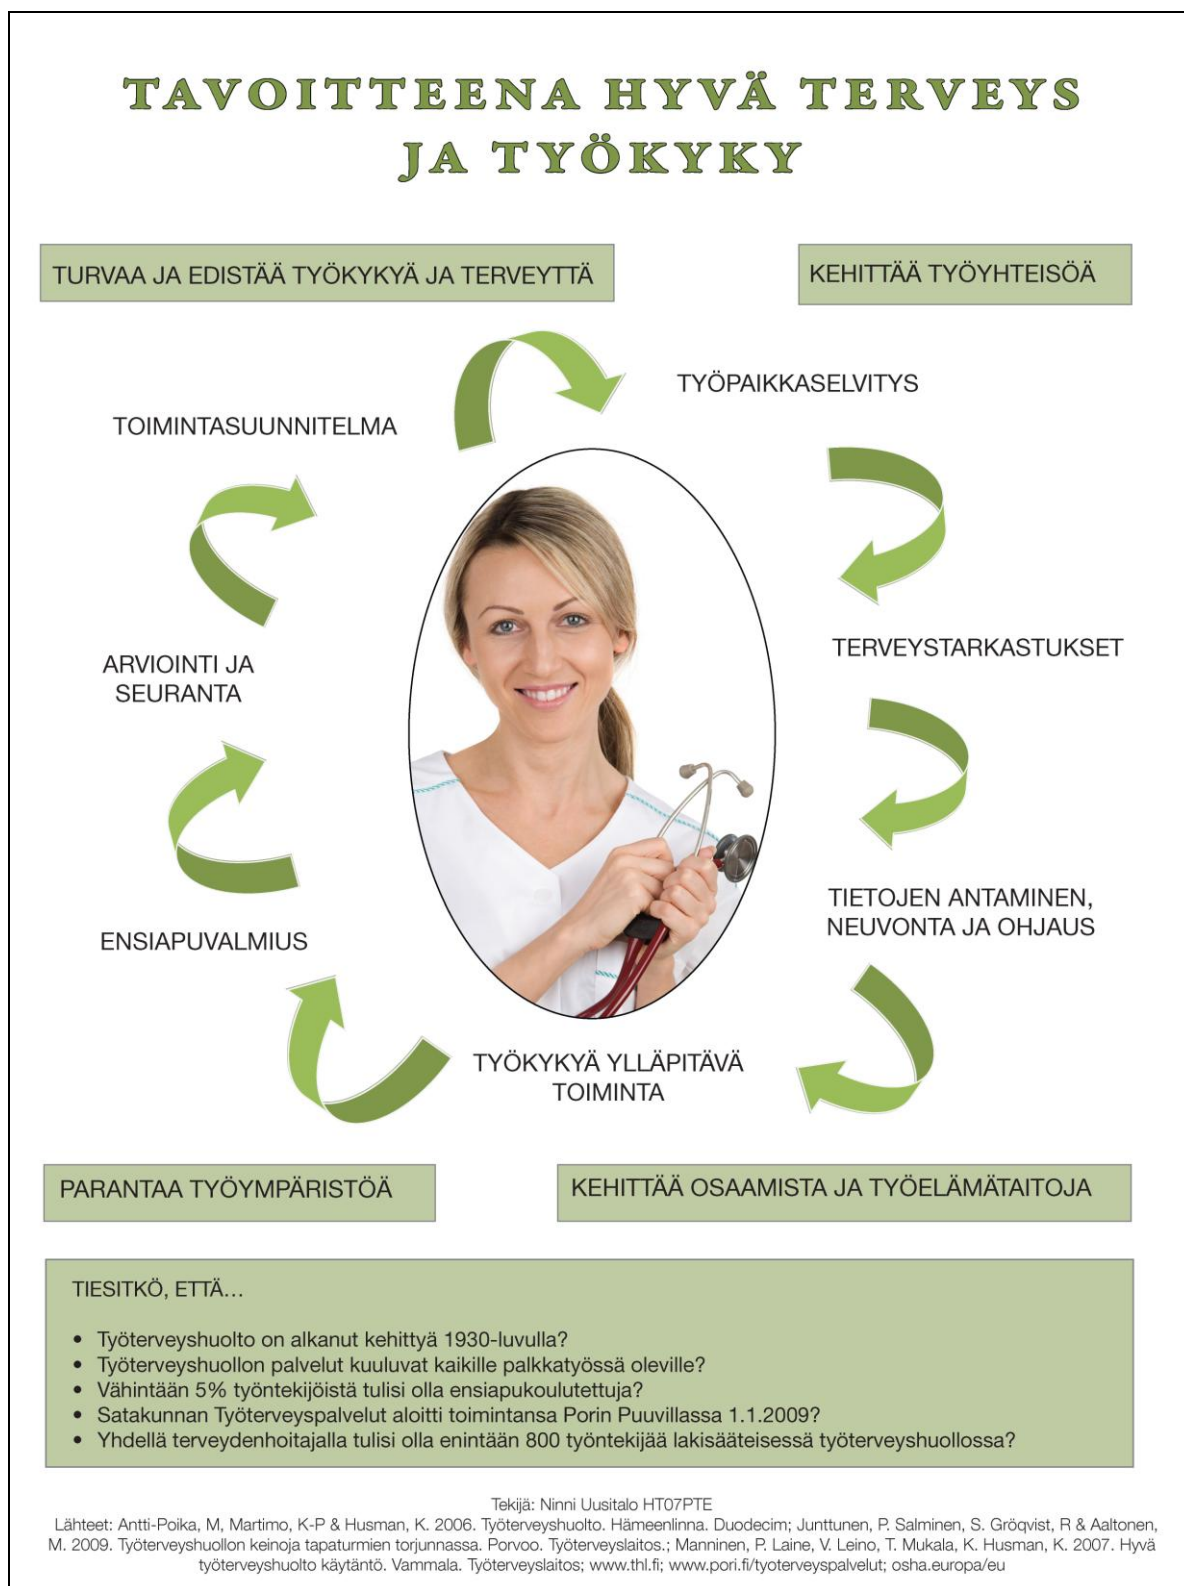 TAVOITTEENA HYVÄ TERVEYS
JA TYÖKYKY
TURVAA JA EDISTÄÄ TYÖKYKYÄ JA TERVEYTTÄ
KEHITTÄÄ TYÖYHTEISÖÄ
TYÖPAIKKASELVITYS
TOIMINTASUUNNITELMA
TERVEYSTARKASTUKSET
ARVIOINTI JA
SEURANTA
TIETOJEN ANTAMINEN,
NEUVONTA JA OHJAUS
ENSIAPUVALMIUS
TYÖKYKYÄ YLLÄPITÄVÄ
TOIMINTA
PARANTAA TYÖYMPÄRISTÖÄ
KEHITTÄÄ OSAAMISTA JA TYÖELÄMÄTAITOJA
TIESITKÖ, ETTÄ...
• Työterveyshuolto on alkanut kehittyä 1930-luvulla?
• Työterveyshuollon palvelut kuuluvat kaikille palkkatyössä oleville?
• Vähintään 5% työntekijöistä tulisi olla ensiapukoulutettuja?
• Satakunnan Työterveyspalvelut aloitti toimintansa Porin Puuvillassa 1.1.2009?
• Yhdellä terveydenhoitajalla tulisi olla enintään 800 työntekijää lakisääteisessä työterveyshuollossa?
Tekijä: Ninni Uusitalo HT07PTE
Lähteet: Antti-Poika, M, Martimo, K-P & Husman, K. 2006. Työterveyshuolto. Hämeenlinna. Duodecim; Junttunen, P. Salminen, S. Gröqvist, R & Aaltonen,
M. 2009. Työterveyshuollon keinoja tapaturmien torjunnassa. Porvoo. Työterveyslaitos.; Manninen, P. Laine, V. Leino, T. Mukala, K. Husman, K. 2007. Hyvä
työterveyshuolto käytäntö. Vammala. Työterveyslaitos; www.thl.fi; www.pori.fi/tyoterveyspalvelut; osha.europa/eu